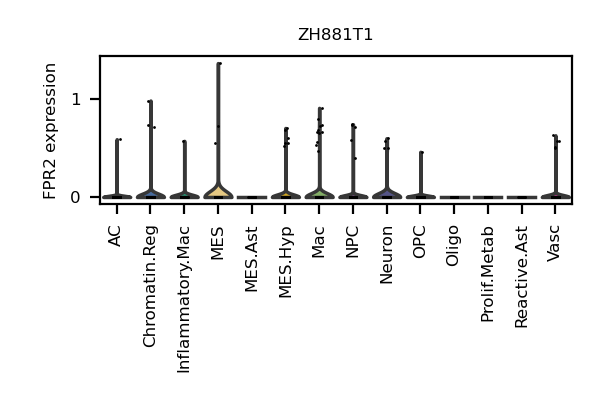 ZH881T1
FPR2 expression
1
0
AC
Chromatin.Reg
Inflammatory.Mac
MES
MES.Ast
MES.Hyp
Mac
NPC
Neuron
OPC
Oligo
Prolif.Metab
Reactive.Ast
Vasc